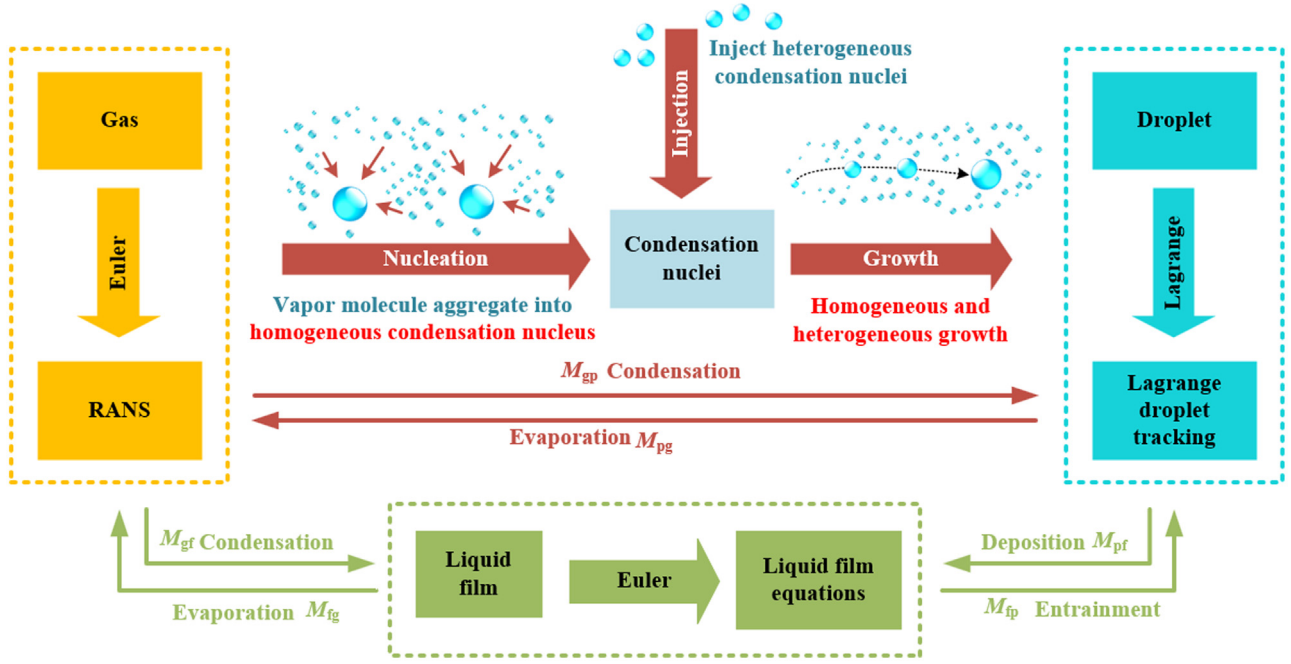 Gas
Euler
RANS
Inject heterogeneous
condensation nuclei
Injection
Nucleation
Vapor molecule aggregate into
homogeneous condensation nucleus
Condensation
nuclei
Growth
Homogeneous and
heterogeneous growth
Droplet
Lagrange
Lagrange
droplet
tracking
Mgp Condensation
Evaporation Mpg
Mgf Condensation
Evaporation Mfg
Liquid
film
Euler
Liquid film
equations
Deposition Mpf
Mfp Entrainment